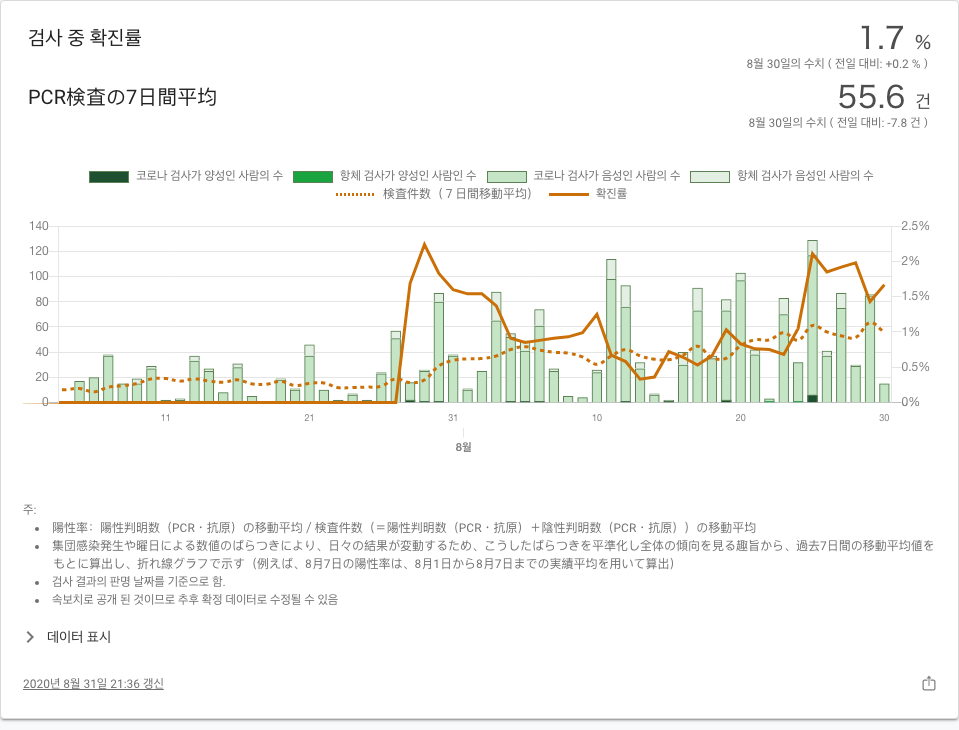 검사 중 확진률
1.7 %
8월 30일의 수치 ( 전일 대비: +0.2 % )
PCR検査の7日間平均
55.6 건
8월 30일의 수치 ( 전일 대비: -7.8 건 )
코로나 검사가 양성인 사람의 수 항체 검사가 양성인 사람인 수 코로나 검사가 음성인 사람의 수 항체 검사가 음성인 사람의 수
検査件数（７日間移動平均） 확진률
140 2.5%
120 2%
100
80 1.5%
60 1%
40 0.5%
20
0 0%
11 21 31 10 20 30
8월
주:
陽性率：陽性判明数（PCR・抗原）の移動平均 / 検査件数（＝陽性判明数（PCR・抗原）＋陰性判明数（PCR・抗原））の移動平均
集団感染発生や曜日による数値のばらつきにより、日々の結果が変動するため、こうしたばらつきを平準化し全体の傾向を見る趣旨から、過去7日間の移動平均値を
もとに算出し、折れ線グラフで示す（例えば、8月7日の陽性率は、8月1日から8月7日までの実績平均を用いて算出）
검사 결과의 판명 날짜를 기준으로 함.
속보치로 공개 된 것이므로 추후 확정 데이터로 수정될 수 있음
데이터 표시
2020년 8월 31일 21:36 갱신